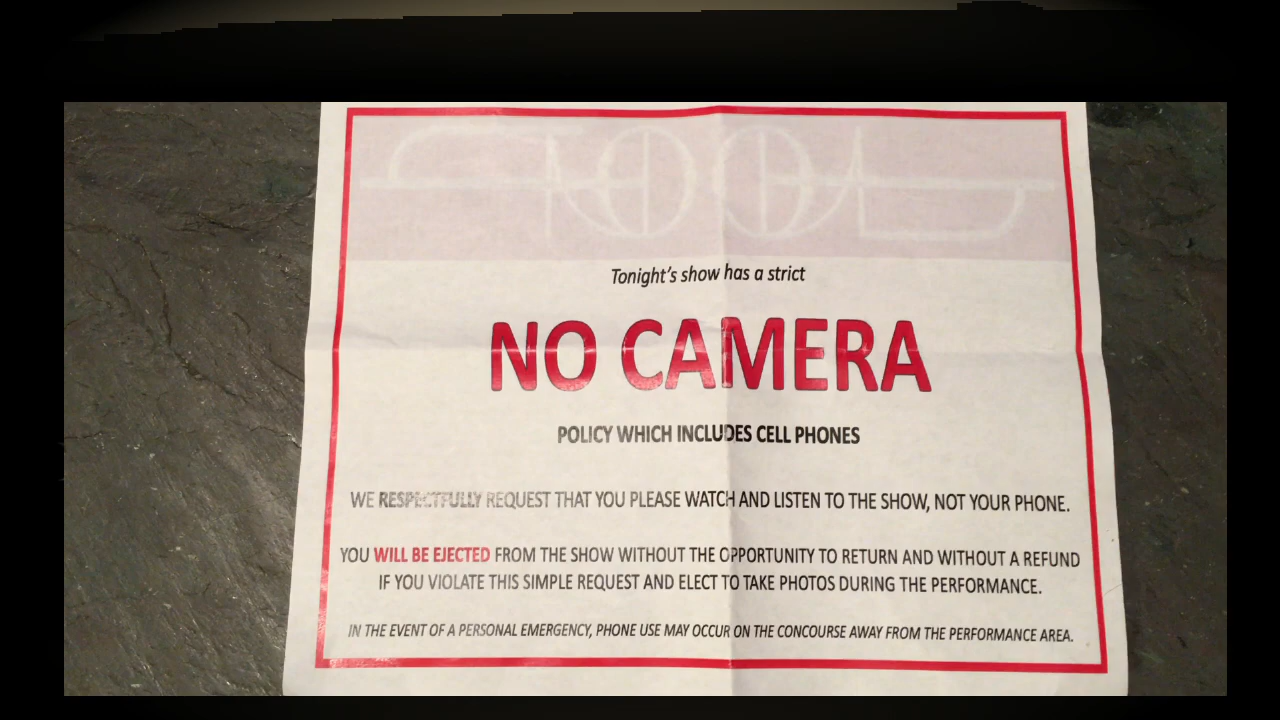 TOOL
Tonight's show has a strict
NO CAMERA
POLICY WHICH INCLUDES CELL PHONES
WE RESPECTFULLY REQUEST THAT YOU PLEASE WATCH AND LISTEN TO THE SHOW, NOT YOUR PHONE.
YOU WILL BE EJECTED FROM THE SHOW WITHOUT THE OPPORTUNITY TO RETURN AND WITHOUT A REFUND
IF YOU VIOLATE THIS SIMPLE REQUEST AND ELECT TO TAKE PHOTOS DURING THE PERFORMANCE.
IN THE EVENT OF A PERSONAL EMERGENCY, PHONE USE MAY OCCUR ON THE CONCOURSE AWAY FROM THE PERFORMANCE AREA.